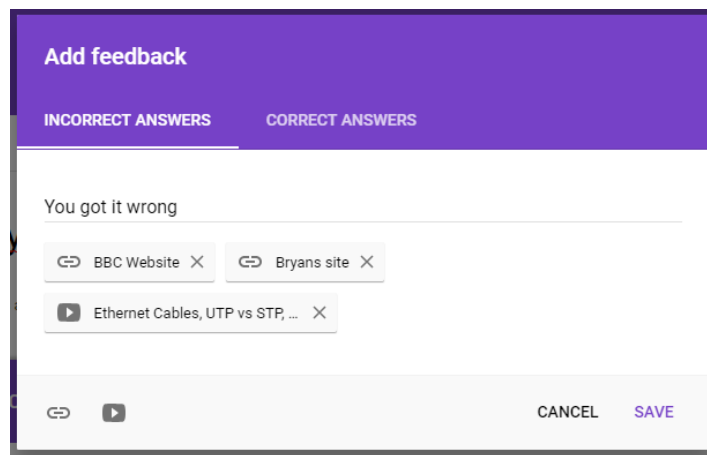 Add feedback
INCORRECT ANSWERS CORRECT ANSWERS
You got it wrong
BBC Website Bryans site
Ethernet Cables, UTP vs STP, ...
CANCEL SAVE